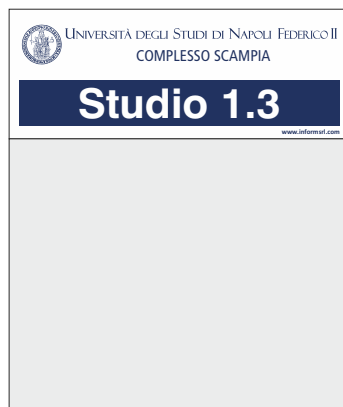 Università degli Studi di Napoli Federico II
COMPLESSO SCAMPIA
Studio 1.3
www.informsrl.com